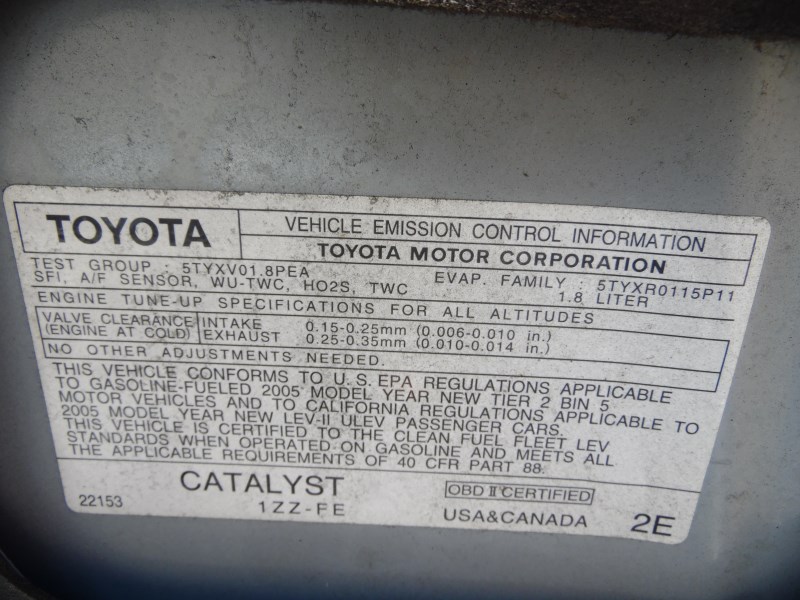 TOYOTA
VEHICLE EMISSION CONTROL INFORMATION
TOYOTA MOTOR CORPORATION
TEST GROUP : 5TYXV01.8PEA
EVAP. FAMILY : 5TYXR0115P11
SFI, A/F SENSOR, WU-TWC, HO2S, TWC
1.8 LITER
ENGINE TUNE-UP SPECIFICATIONS FOR ALL ALTITUDES
VALVE CLEARANCE
(ENGINE AT COLD)
INTAKE 0.15-0.25mm (0.006-0.010 in.)
EXHAUST 0.25-0.35mm (0.010-0.014 in.)
NO OTHER ADJUSTMENTS NEEDED.
THIS VEHICLE CONFORMS TO U.S.EPA REGULATIONS APPLICABLE
TO GASOLINE-FUELED 2005 MODEL YEAR NEW TIER 2 BIN 5
MOTOR VEHICLES AND TO CALIFORNIA REGULATIONS APPLICABLE TO
2005 MODEL YEAR NEW LEV-II ULEV PASSENGER CARS.
THIS VEHICLE IS CERTIFIED TO THE CLEAN FUEL FLEET LEV
STANDARDS WHEN OPERATED ON GASOLINE AND MEETS ALL
THE APPLICABLE REQUIREMENTS OF 40 CFR PART 88.
CATALYST
OBD II CERTIFIED
22153
1ZZ-FE
USA&CANADA
2E